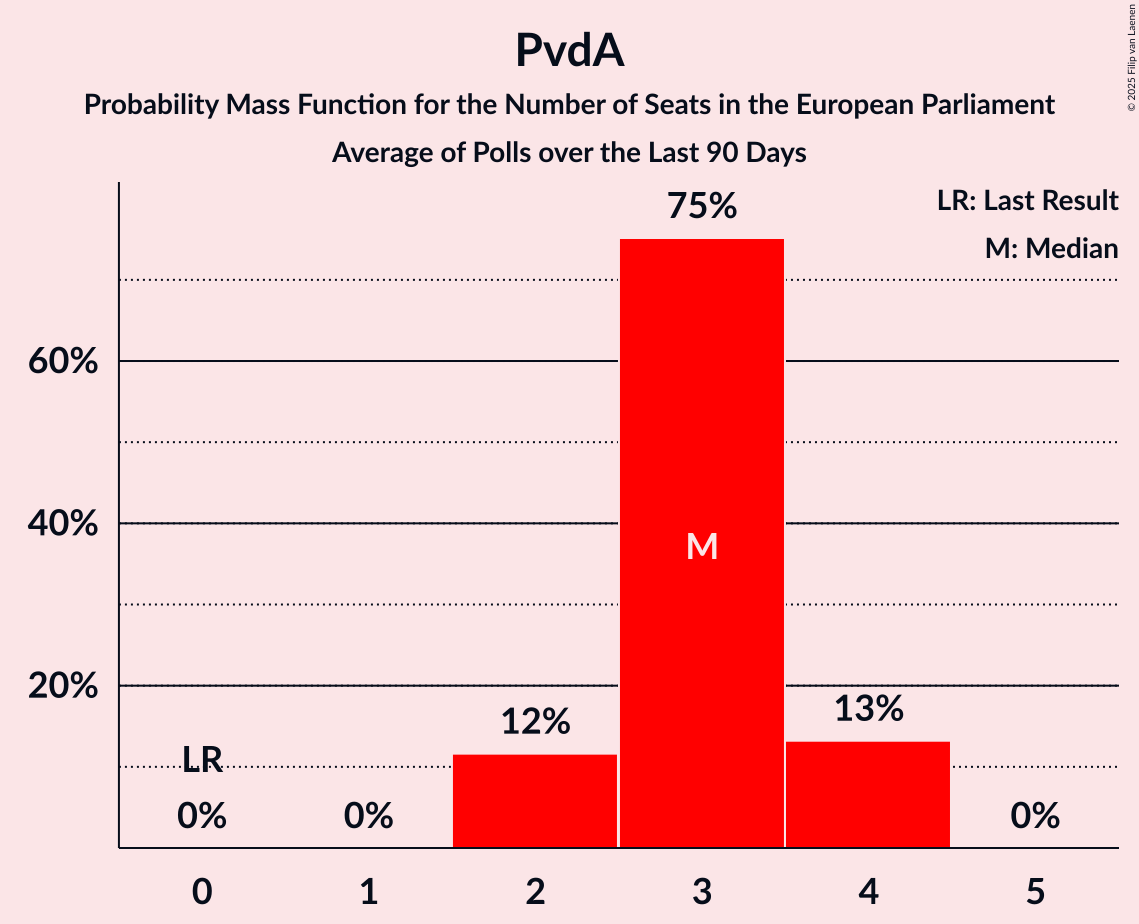 PvdA
Probability Mass Function for the Number of Seats in the European Parliament
Average of Polls over the Last 90 Days
© 2025 Filip van Laenen
LR: Last Result
M: Median
75%
60%
40%
M
20%
12%
13%
LR
0%
0%
0%
0
1
2
3
4
5